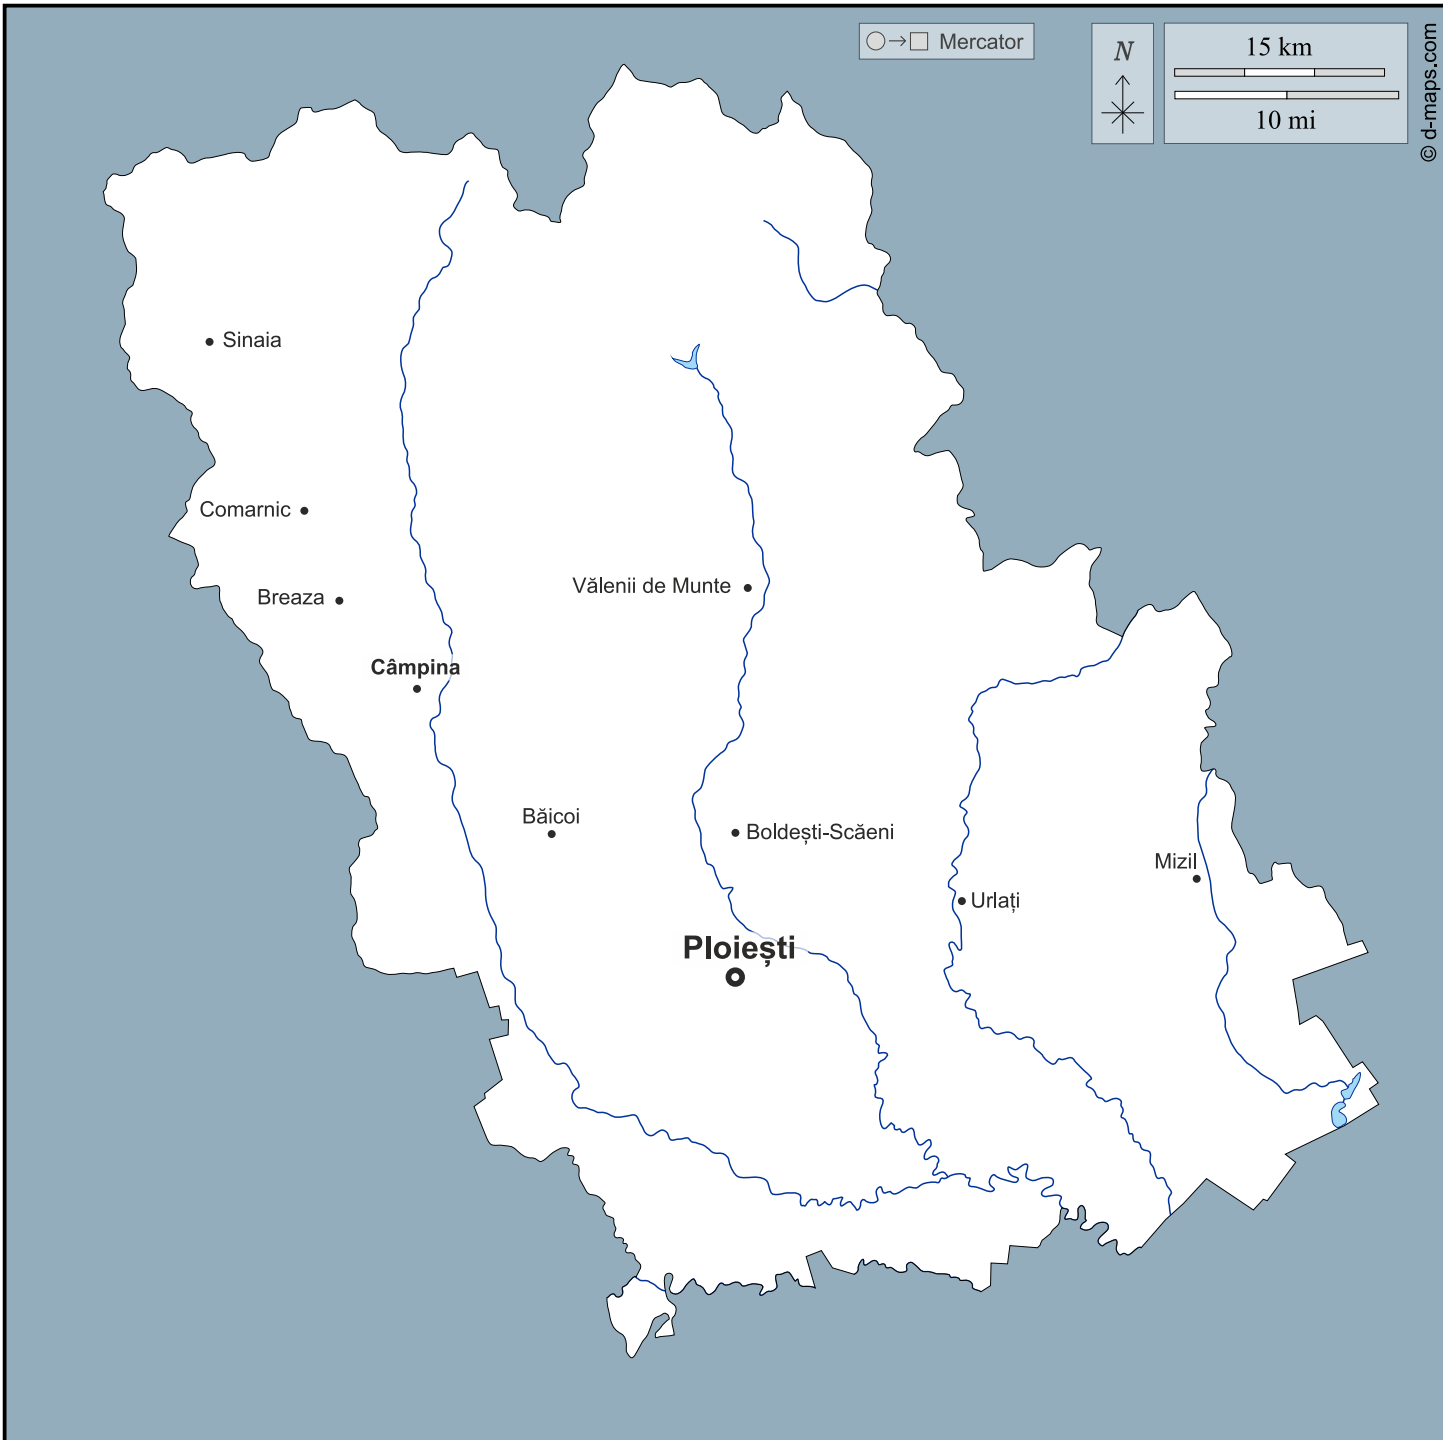 Mercator
N
15 km
10 mi
© d-maps.com
Sinaia
Comarnic
Vălenii de Munte
Breaza
Câmpina
Băicoi
Boldești-Scăeni
Mizil
Urlați
Ploiești